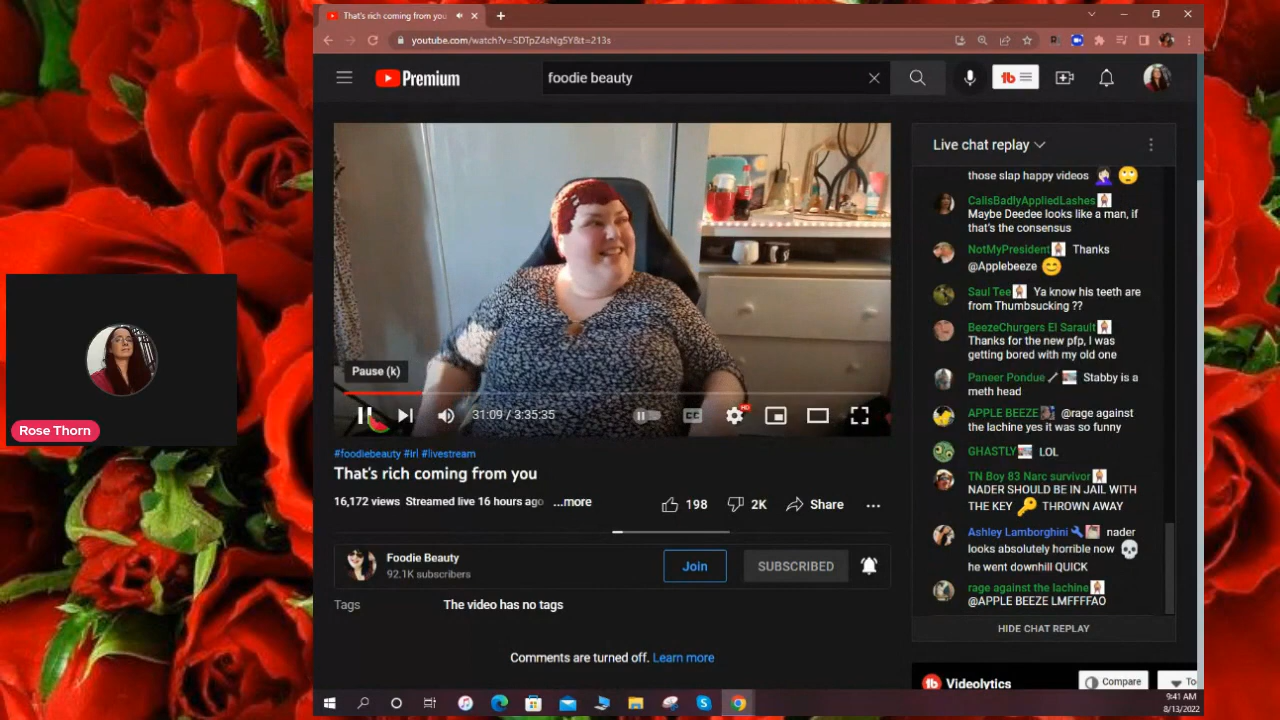 That's rich coming from you
youtube.com/watch?v=SDTpZ4sNg5Y&t=213s
Premium
foodie beauty
Live chat replay
those slap happy videos
CallsBadlyAppliedLashes
Maybe Deedee looks like a man, if
that's the consensus
NotMyPresident Thanks
@Applebeeze
Saul Tee Ya know his teeth are
from Thumbsucking ??
BeezeChurgers El Sarault
Thanks for the new pfp, I was
getting bored with my old one
Paneer Pondue Stabby is a
meth head
APPLE BEEZE @rage against
the lachine yes it was so funny
GHASTLY LOL
TN Boy 83 Narc survivor
NADER SHOULD BE IN JAIL WITH
THE KEY THROWN AWAY
Ashley Lamborghini nader
looks absolutely horrible now
he went downhill QUICK
rage against the lachine
@APPLE BEEZE LMFFFFAO
HIDE CHAT REPLAY
Pause (k)
31:09 / 3:35:35
CC
HD
Rose Thorn
#foodiebeauty #irl #livestream
That's rich coming from you
16,172 views Streamed live 16 hours ago ...more
198
2K
Share
Foodie Beauty
92.1K subscribers
Join
SUBSCRIBED
Tags
The video has no tags
Comments are turned off. Learn more
tb Videolytics
Compare
To
9:41 AM
8/13/2022